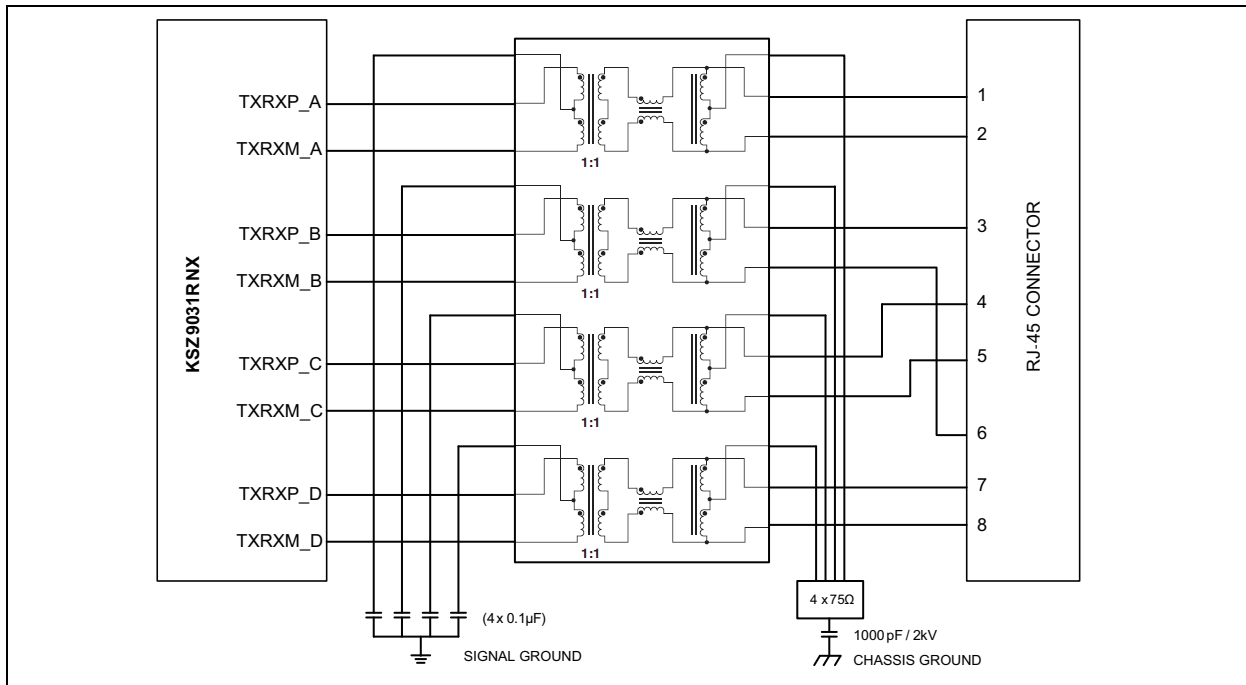 KSZ9031RNX
TXRXP_A
TXRXM_A
TXRXP_B
TXRXM_B
TXRXP_C
TXRXM_C
TXRXP_D
TXRXM_D
1:1
1:1
1:1
1:1
1
2
3
4
5
6
7
8
RJ-45 CONNECTOR
(4 x 0.1µF)
SIGNAL GROUND
4 x 75Ω
1000 pF / 2kV
CHASSIS GROUND